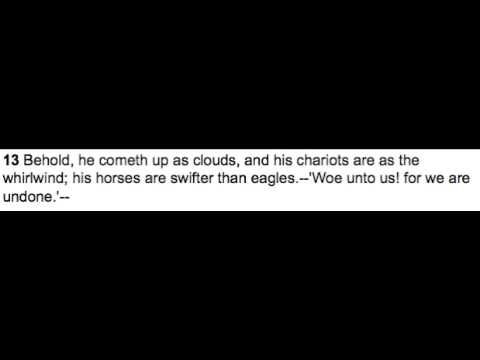 13 Behold, he cometh up as clouds, and his chariots are as the
whirlwind; his horses are swifter than eagles.--'Woe unto us! for we are
undone.'--